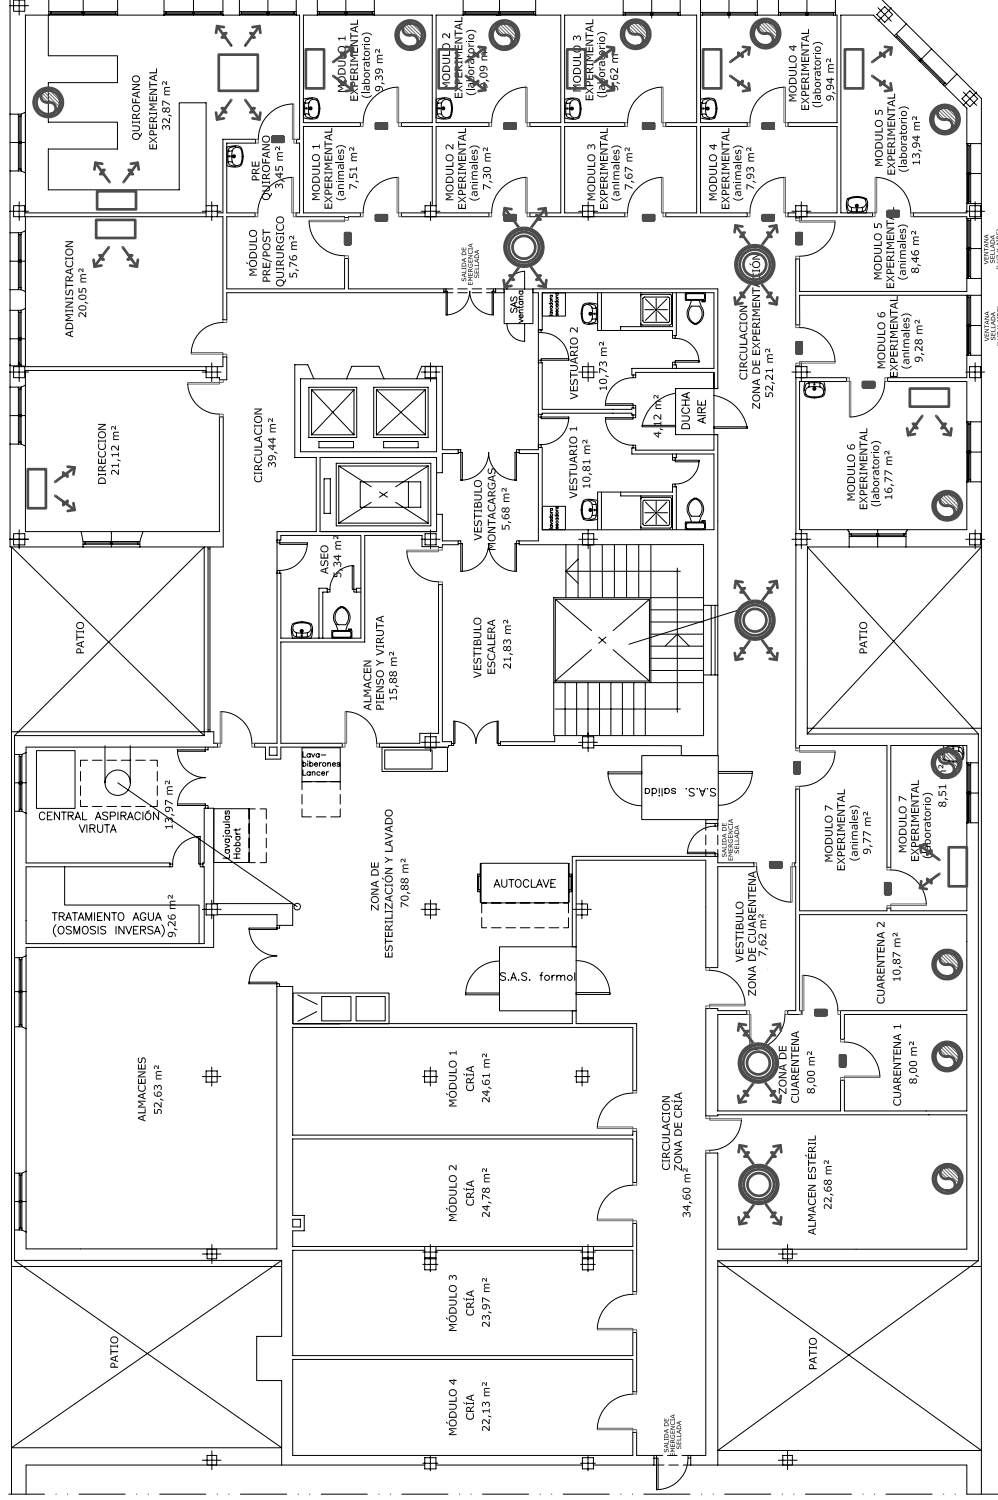 QUIROFANO
EXPERIMENTAL
32,87 m²
PRE
QUIROFANO
3,45 m²
MODULO 1
EXPERIMENTAL
(laboratorio)
9,39 m²
MODULO 2
EXPERIMENTAL
9,09 m²
MODULO 3
EXPERIMENTAL
(laboratorio)
9,62 m²
MODULO 4
EXPERIMENTAL
(laboratorio)
9,94 m²
MODULO 5
EXPERIMENTAL
(laboratorio)
13,94 m²
MODULO 1
EXPERIMENTAL
(animales)
7,51 m²
MODULO 2
EXPERIMENTAL
(animales)
7,30 m²
MODULO 3
EXPERIMENTAL
(animales)
7,67 m²
MODULO 4
EXPERIMENTAL
(animales)
7,93 m²
ADMINISTRACION
20,05 m²
MÓDULO
PRE/POST
QUIRURGICO
5,76 m²
SALIDA DE
EMERGENCIA
SELLADA
SAS
ventana
CIRCULACION
ZONA DE EXPERIMENTACIÓN
52,21 m²
MODULO 5
EXPERIMENTAL
(animales)
8,46 m²
VENTANA
SELLADA
MODULO 6
EXPERIMENTAL
(animales)
9,28 m²
VENTANA
SELLADA
DIRECCION
21,12 m²
CIRCULACION
39,44 m²
VESTUARIO 2
10,73 m²
4,12 m²
DUCHA
AIRE
VESTUARIO 1
10,81 m²
MODULO 6
EXPERIMENTAL
(laboratorio)
16,77 m²
X
VESTIBULO
MONTACARGAS
5,68 m²
ASEO
5,34 m²
PATIO
ALMACEN
PIENSO Y VIRUTA
15,88 m²
VESTIBULO
ESCALERA
21,83 m²
X
PATIO
CENTRAL ASPIRACIÓN
VIRUTA
13,97 m²
Lava-
biberones
Lancer
Lavajaulas
Hobart
ZONA DE
ESTERILIZACIÓN Y LAVADO
70,88 m²
S.A.S. salida
SALIDA DE
EMERGENCIA
SELLADA
MODULO 7
EXPERIMENTAL
(animales)
9,77 m²
MODULO 7
EXPERIMENTAL
(laboratorio)
8,51 m²
AUTOCLAVE
TRATAMIENTO AGUA
(OSMOSIS INVERSA)
9,26 m²
S.A.S. formol
VESTIBULO
ZONA DE CUARENTENA
7,62 m²
CUARENTENA 2
10,87 m²
ALMACENES
52,63 m²
MÓDULO 1
CRÍA
24,61 m²
ZONA DE
CUARENTENA
8,00 m²
CUARENTENA 1
8,00 m²
MÓDULO 2
CRÍA
24,78 m²
CIRCULACION
ZONA DE CRÍA
34,60 m²
ALMACEN ESTÉRIL
22,68 m²
MÓDULO 3
CRÍA
23,97 m²
PATIO
MÓDULO 4
CRÍA
22,13 m²
PATIO
SALIDA DE
EMERGENCIA
SELLADA